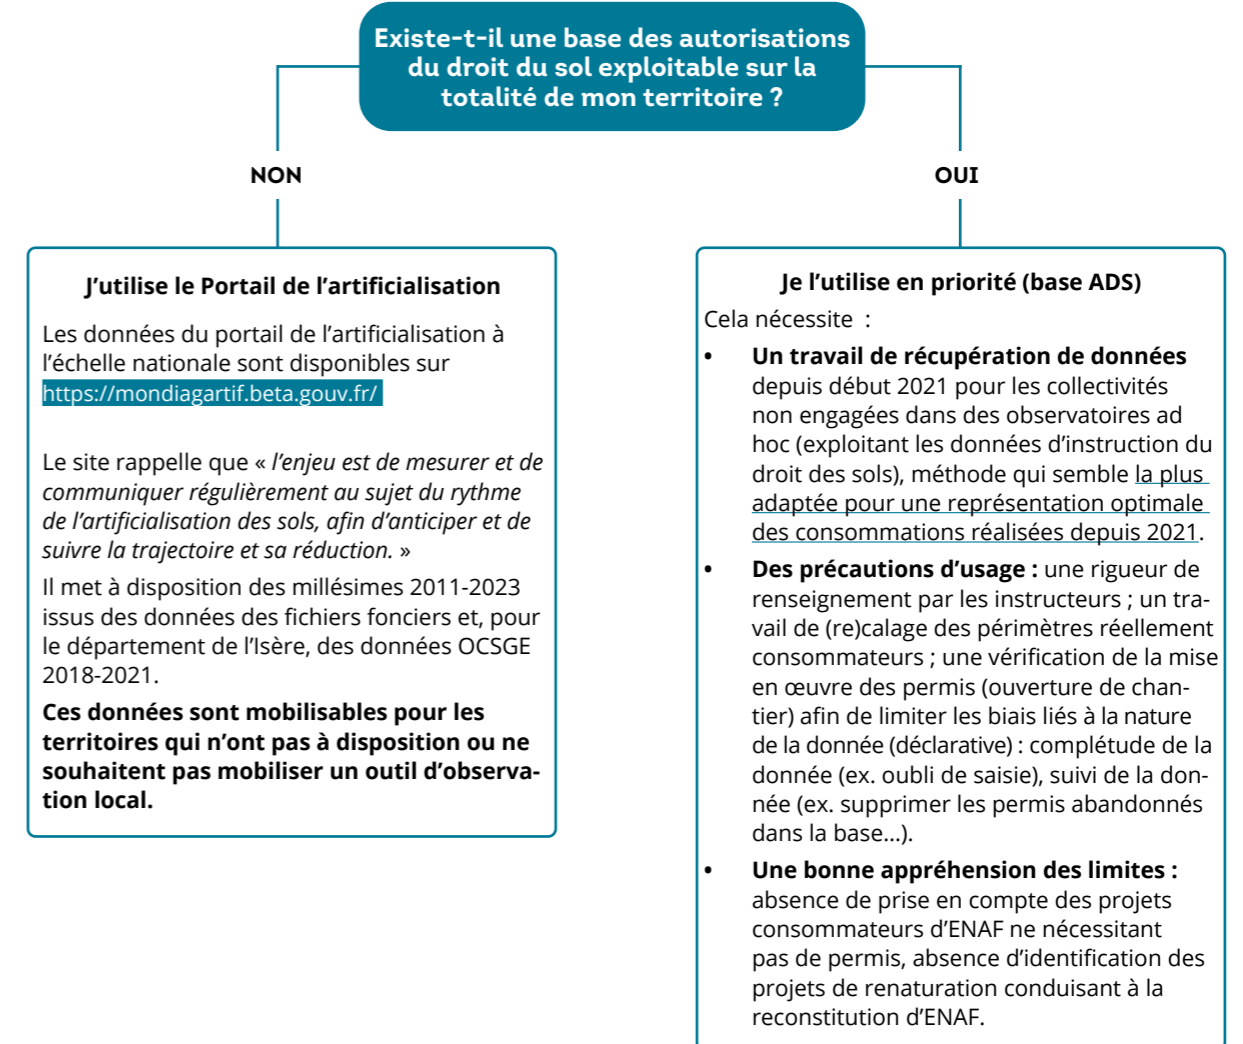 Existe-t-il une base des autorisations
du droit du sol exploitable sur la
totalité de mon territoire ?
NON
J'utilise le Portail de l'artificialisation
Les données du portail de l'artificialisation à
l'échelle nationale sont disponibles sur
https://mondiagartif.beta.gouv.fr/
Le site rappelle que « l'enjeu est de mesurer et de
communiquer régulièrement au sujet du rythme
de l'artificialisation des sols, afin d'anticiper et de
suivre la trajectoire et sa réduction. »
Il met à disposition des millésimes 2011-2023
issus des données des fichiers fonciers et, pour
le département de l'Isère, des données OCSGE
2018-2021.
Ces données sont mobilisables pour les
territoires qui n'ont pas à disposition ou ne
souhaitent pas mobiliser un outil d'observa-
tion local.
OUI
Je l'utilise en priorité (base ADS)
Cela nécessite :
• Un travail de récupération de données
depuis début 2021 pour les collectivités
non engagées dans des observatoires ad
hoc (exploitant les données d'instruction du
droit des sols), méthode qui semble la plus
adaptée pour une représentation optimale
des consommations réalisées depuis 2021.
• Des précautions d'usage : une rigueur de
renseignement par les instructeurs ; un tra-
vail de (re)calage des périmètres réellement
consommateurs ; une vérification de la mise
en œuvre des permis (ouverture de chan-
tier) afin de limiter les biais liés à la nature
de la donnée (déclarative) : complétude de la
donnée (ex. oubli de saisie), suivi de la don-
née (ex. supprimer les permis abandonnés
dans la base...).
• Une bonne appréhension des limites :
absence de prise en compte des projets
consommateurs d'ENAF ne nécessitant
pas de permis, absence d'identification des
projets de renaturation conduisant à la
reconstitution d'ENAF.